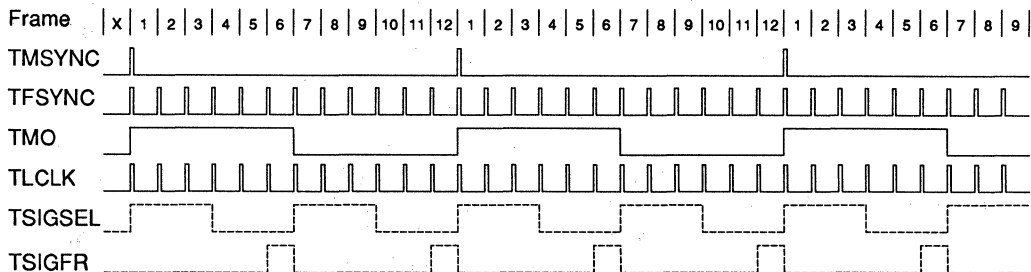 Frame X 1 2 3 4 5 6 7 8 9 10 11 12 1 2 3 4 5 6 7 8 9 10 11 12 1 2 3 4 5 6 7 8 9
TMSYNC
TFSYNC
TMO
TLCLK
TSIGSEL
TSIGFR